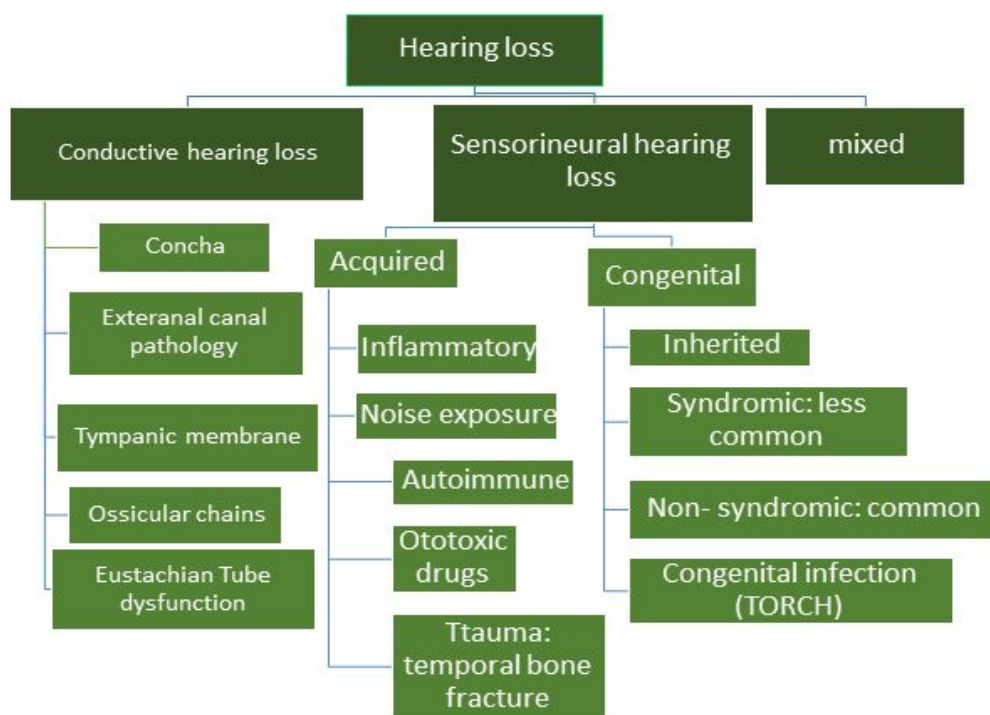 Hearing loss
Conductive hearing loss
Sensorineural hearing
loss
mixed
Concha
Exteranal canal
pathology
Tympanic membrane
Ossicular chains
Eustachian Tube
dysfunction
Acquired
Inflammatory
Noise exposure
Autoimmune
Ototoxic
drugs
Ttauma:
temporal bone
fracture
Congenital
Inherited
Syndromic: less
common
Non- syndromic: common
Congenital infection
(TORCH)